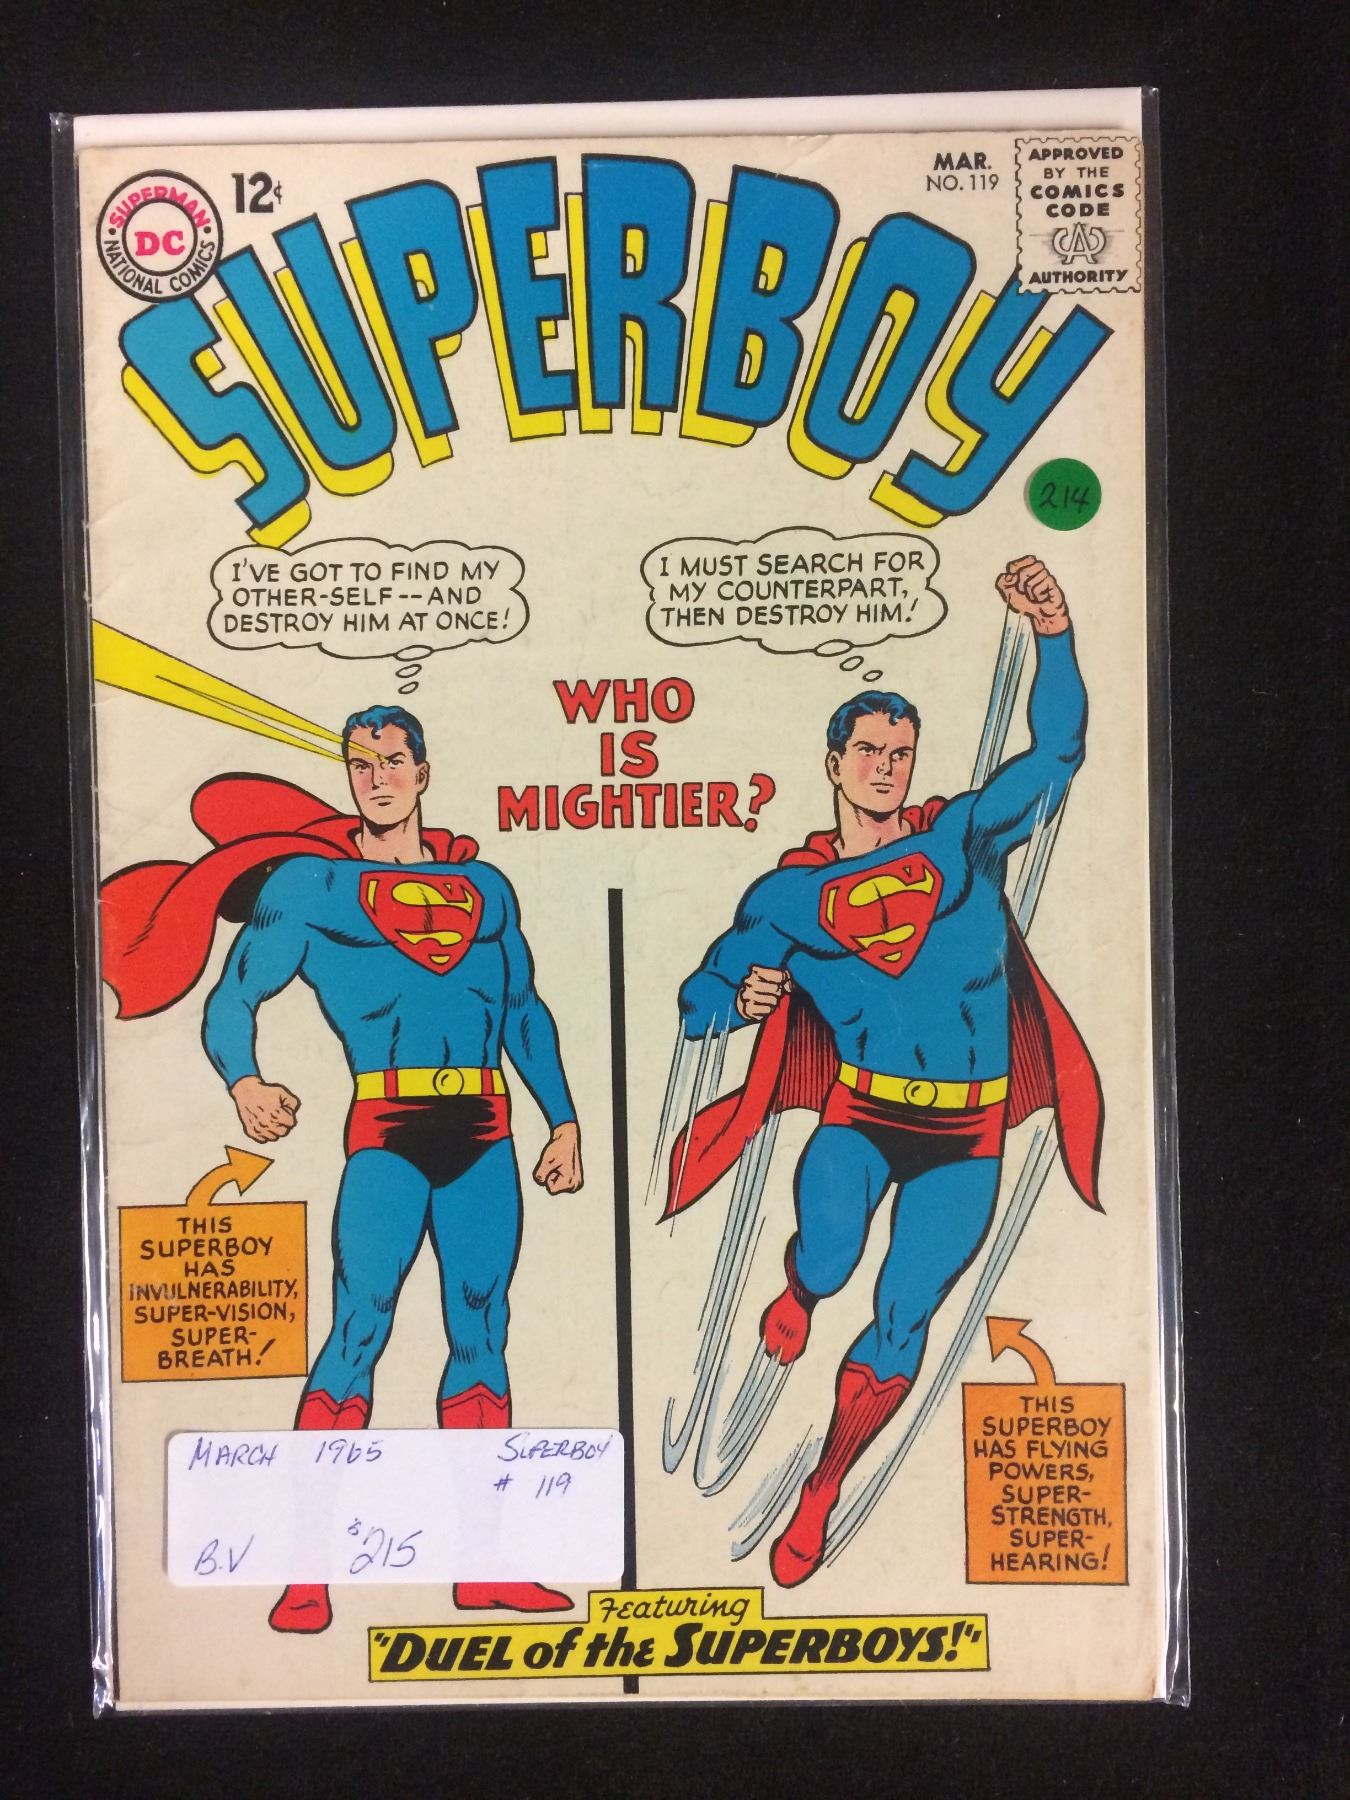 SUPERMAN
DC
NATIONAL COMICS
12¢
MAR.
NO. 119
APPROVED
BY THE
COMICS
CODE
CA
AUTHORITY
SUPERBOY
214
I'VE GOT TO FIND MY
OTHER-SELF--AND
DESTROY HIM AT ONCE!
I MUST SEARCH FOR
MY COUNTERPART,
THEN DESTROY HIM!
WHO
IS
MIGHTIER?
S
S
THIS
SUPERBOY
HAS
INVULNERABILITY,
SUPER-VISION,
SUPER-
BREATH!
THIS
SUPERBOY
HAS FLYING
POWERS,
SUPER-
STRENGTH,
SUPER-
HEARING!
MARCH 1965 SUPERBOY
# 119
B.V $215
Featuring
"DUEL of the SUPERBOYS!"